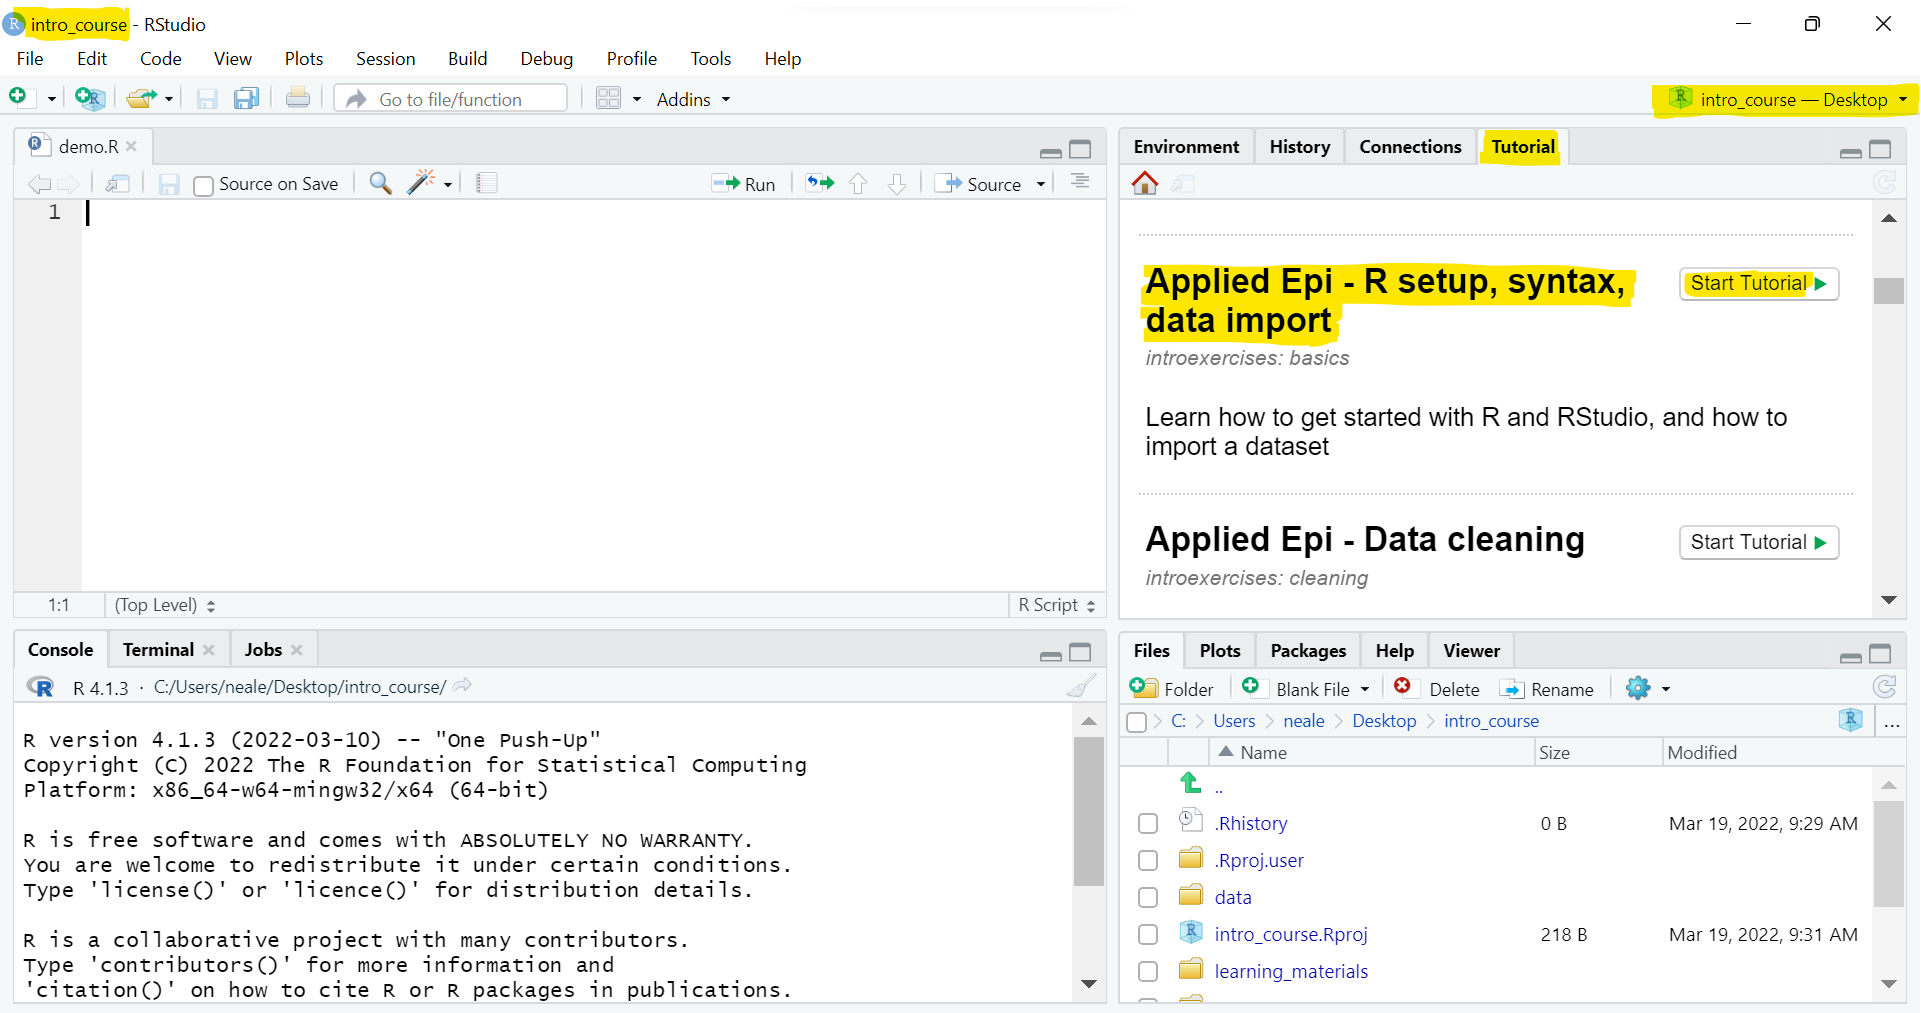 intro_course - RStudio
File Edit Code View Plots Session Build Debug Profile Tools Help
Go to file/function Addins intro_course — Desktop
demo.R
Source on Save Run Source
1
1:1 (Top Level) R Script
Environment History Connections Tutorial
Applied Epi - R setup, syntax, Start Tutorial
data import
introexercises: basics
Learn how to get started with R and RStudio, and how to
import a dataset
Applied Epi - Data cleaning Start Tutorial
introexercises: cleaning
Console Terminal Jobs
R 4.1.3 · C:/Users/neale/Desktop/intro_course/
R version 4.1.3 (2022-03-10) -- "One Push-Up"
Copyright (C) 2022 The R Foundation for Statistical Computing
Platform: x86_64-w64-mingw32/x64 (64-bit)
R is free software and comes with ABSOLUTELY NO WARRANTY.
You are welcome to redistribute it under certain conditions.
Type 'license()' or 'licence()' for distribution details.
R is a collaborative project with many contributors.
Type 'contributors()' for more information and
'citation()' on how to cite R or R packages in publications.
Files Plots Packages Help Viewer
Folder Blank File Delete Rename
C: Users neale Desktop intro_course ...
Name Size Modified
..
.Rhistory 0 B Mar 19, 2022, 9:29 AM
.Rproj.user
data
intro_course.Rproj 218 B Mar 19, 2022, 9:31 AM
learning_materials